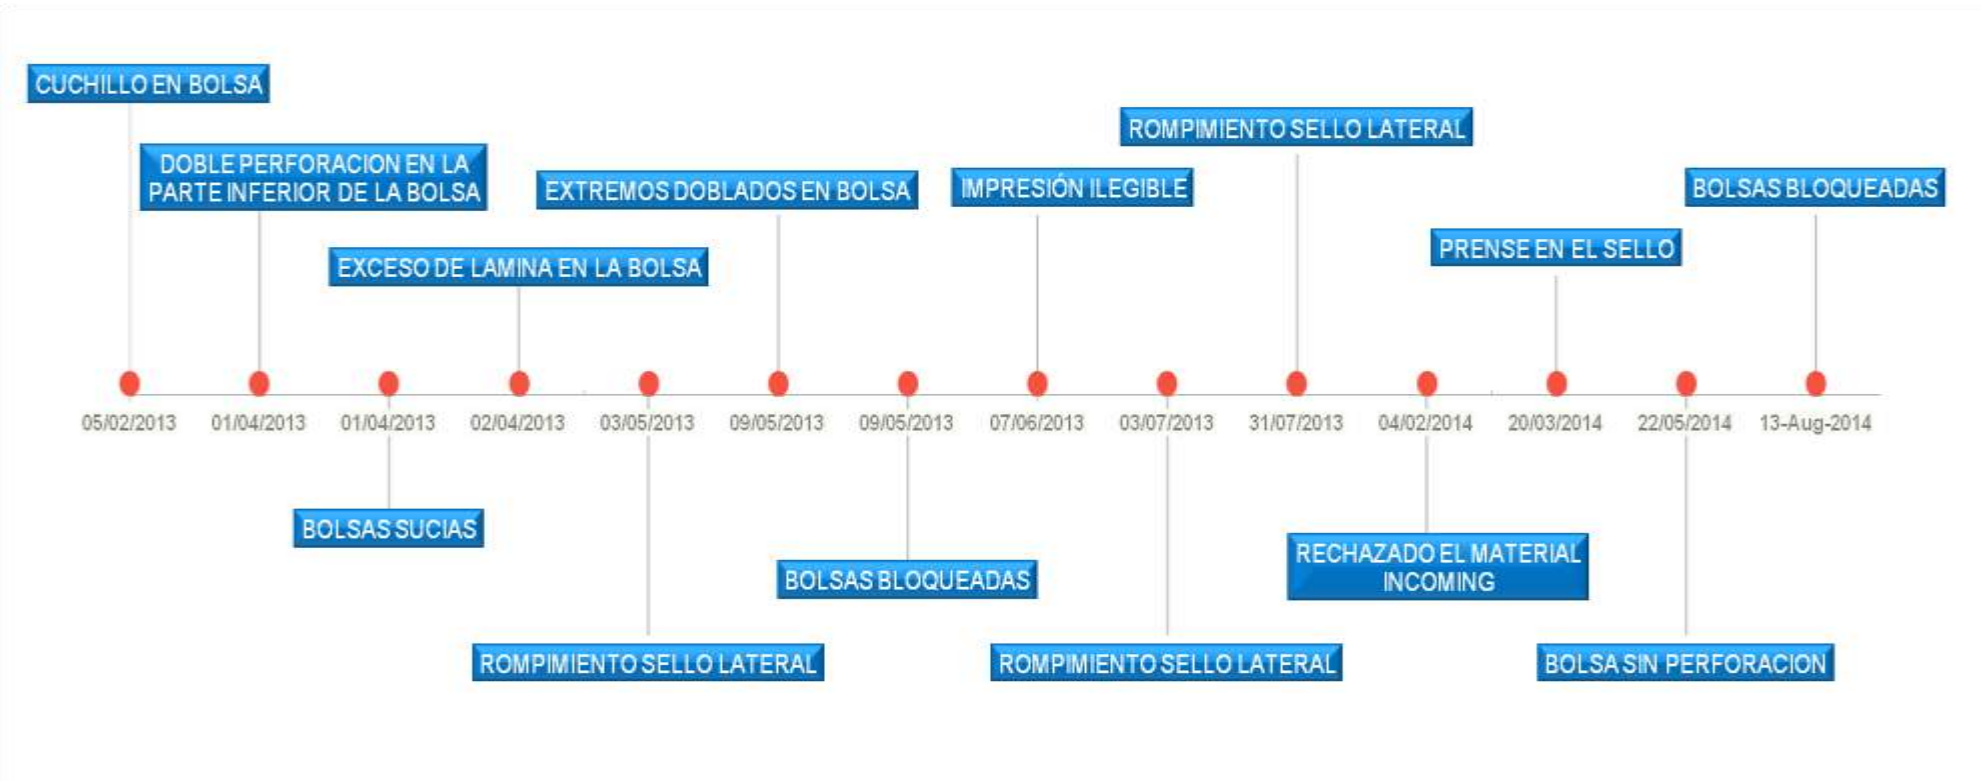 CUCHILLO EN BOLSA
DOBLE PERFORACION EN LA
PARTE INFERIOR DE LA BOLSA
EXCESO DE LAMINA EN LA BOLSA
EXTREMOS DOBLADOS EN BOLSA
IMPRESIÓN ILEGIBLE
ROMPIMIENTO SELLO LATERAL
PRENSE EN EL SELLO
BOLSAS BLOQUEADAS
05/02/2013 01/04/2013 01/04/2013 02/04/2013 03/05/2013 09/05/2013 09/05/2013 07/06/2013 03/07/2013 31/07/2013 04/02/2014 20/03/2014 22/05/2014 13-Aug-2014
BOLSAS SUCIAS
ROMPIMIENTO SELLO LATERAL
BOLSAS BLOQUEADAS
ROMPIMIENTO SELLO LATERAL
RECHAZADO EL MATERIAL
INCOMING
BOLSA SIN PERFORACION